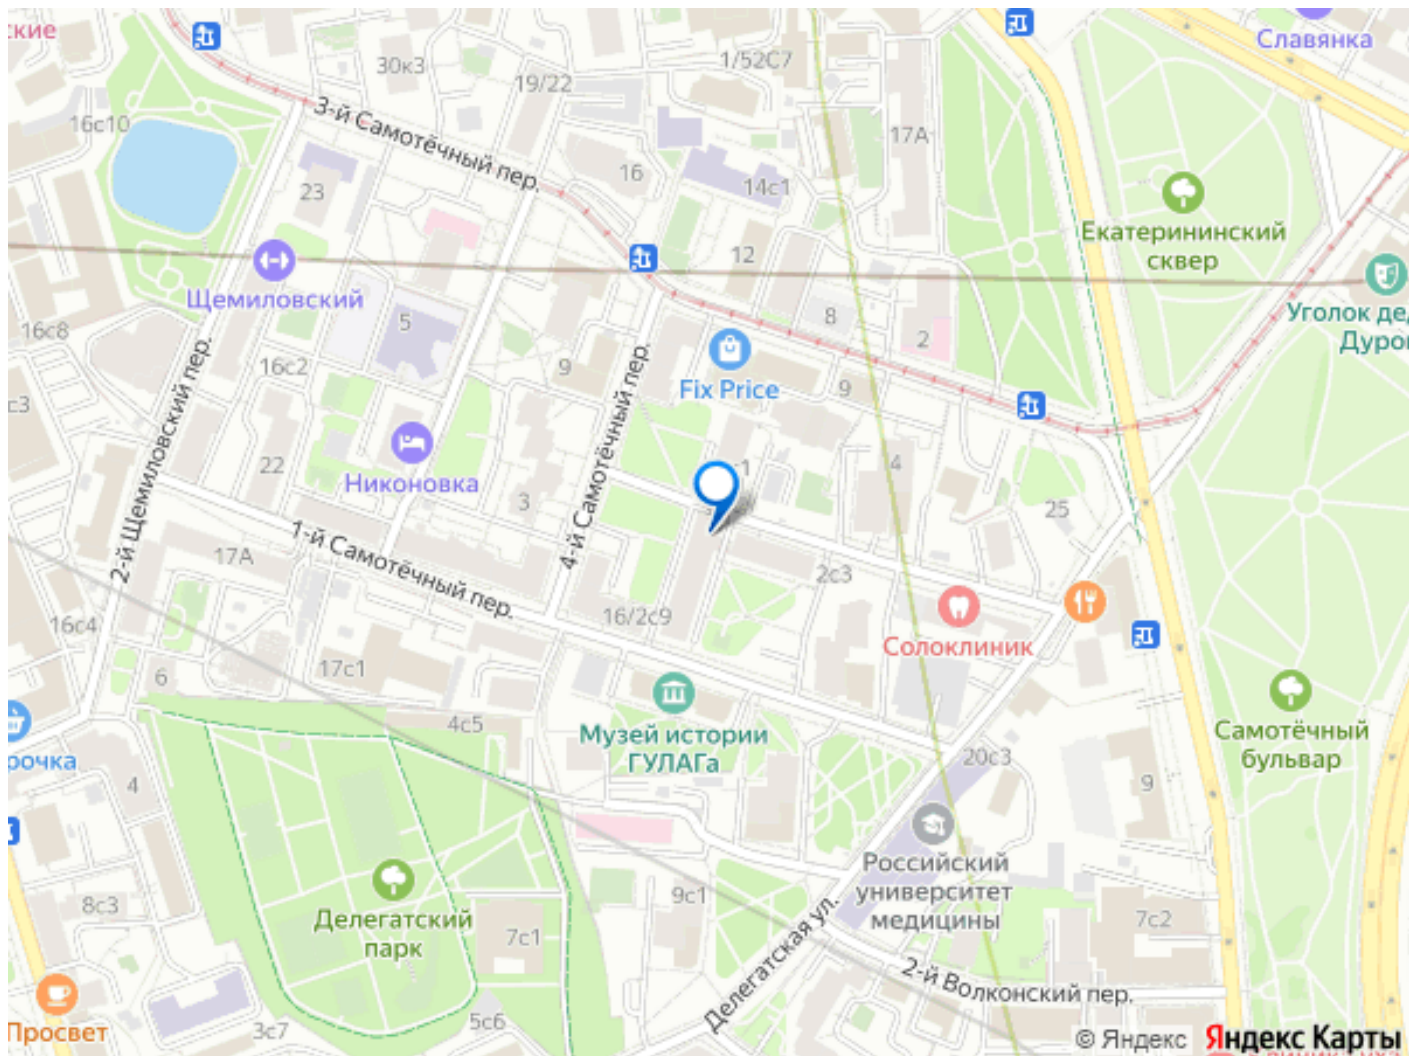 ские
Славянка
1/52С7
30к3
19/22
16с10
3-й Самотёчный пер.
17А
16
14с1
23
Екатерининский
сквер
12
Щемиловский
Уголок де
Дуро
16с8
5
8
2
9
Fix Price
16с2
9
с3
2-й Щемиловский пер.
4-й Самотёчный пер.
22
Никоновка
4
3
25
1-й Самотёчный пер.
17А
2с3
16/2с9
16с4
Солоклиник
17с1
6
4с5
Музей истории
ГУЛАГа
Самотёчный
бульвар
рочка
20с3
4
9
Российский
университет
медицины
8с3
Делегатский
парк
9с1
7с1
7с2
Делегатская ул.
2-й Волконский пер.
Просвет
3с7
5с6
© Яндекс Яндекс Карты